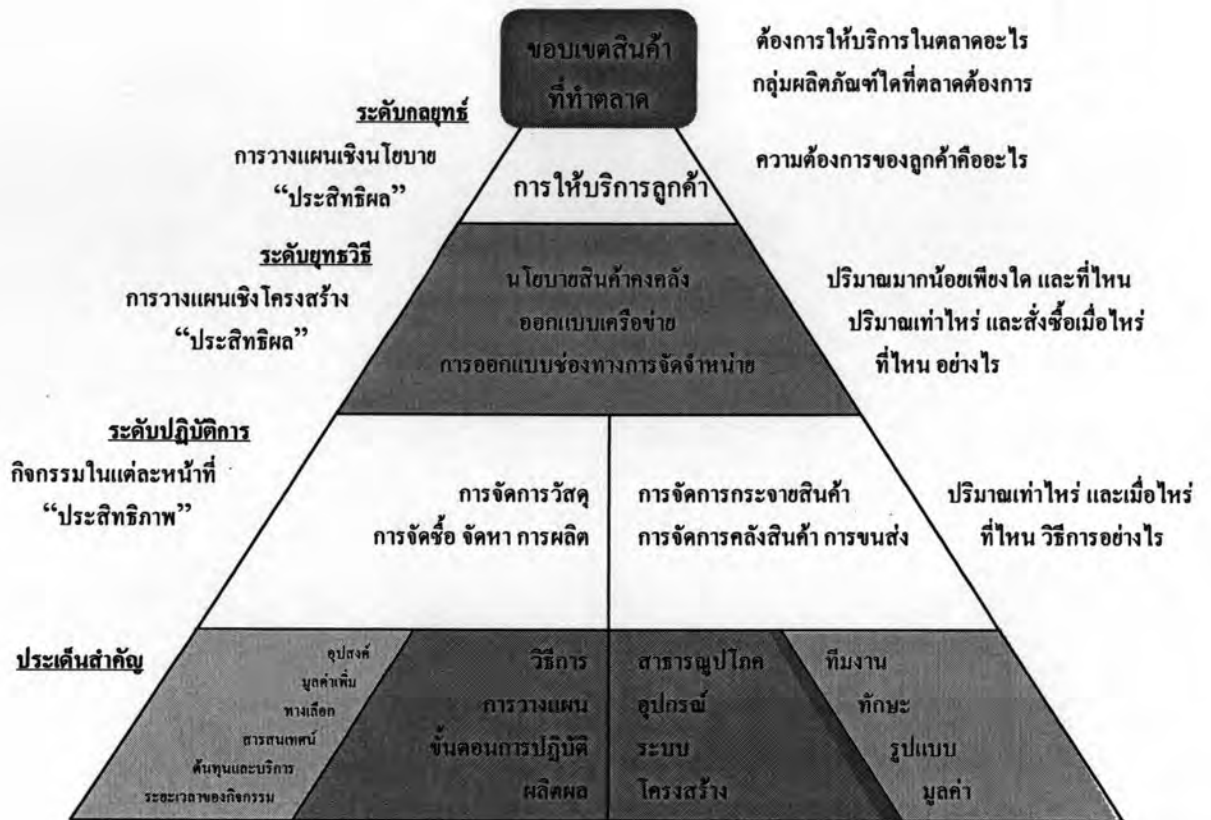 ขอบเขตสินค้า
ที่ทำตลาด
ต้องการให้บริการในตลาดอะไร
กลุ่มผลิตภัณฑ์ใดที่ตลาดต้องการ
ระดับกลยุทธ์
การวางแผนเชิงนโยบาย
“ประสิทธิผล”
การให้บริการลูกค้า
ความต้องการของลูกค้าคืออะไร
ระดับยุทธวิธี
การวางแผนเชิงโครงสร้าง
“ประสิทธิผล”
นโยบายสินค้าคงคลัง
ออกแบบเครือข่าย
การออกแบบช่องทางการจัดจำหน่าย
ปริมาณมากน้อยเพียงใด และที่ไหน
ปริมาณเท่าไหร่ และสั่งซื้อเมื่อไหร่
ที่ไหน อย่างไร
ระดับปฏิบัติการ
กิจกรรมในแต่ละหน้าที่
“ประสิทธิภาพ”
การจัดการวัสดุ
การจัดซื้อ จัดหา การผลิต
การจัดการกระจายสินค้า
การจัดการคลังสินค้า การขนส่ง
ปริมาณเท่าไหร่ และเมื่อไหร่
ที่ไหน วิธีการอย่างไร
ประเด็นสำคัญ
อุปสงค์
มูลค่าเพิ่ม
ทางเลือก
สารสนเทศน์
ต้นทุนและบริการ
ระยะเวลาของกิจกรรม
วิธีการ
การวางแผน
ขั้นตอนการปฏิบัติ
ผลิตผล
สาธารณูปโภค
อุปกรณ์
ระบบ
โครงสร้าง
ทีมงาน
ทักษะ
รูปแบบ
มูลค่า